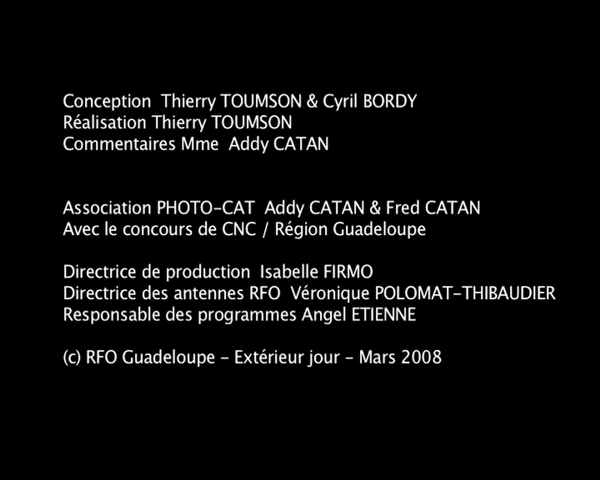 Conception  Thierry TOUMSON & Cyril BORDY
Réalisation Thierry TOUMSON
Commentaires Mme  Addy CATAN
Association PHOTO-CAT  Addy CATAN & Fred CATAN
Avec le concours de CNC / Région Guadeloupe
Directrice de production  Isabelle FIRMO
Directrice des antennes RFO  Véronique POLOMAT-THIBAUDIER
Responsable des programmes Angel ETIENNE
(c) RFO Guadeloupe - Extérieur jour - Mars 2008